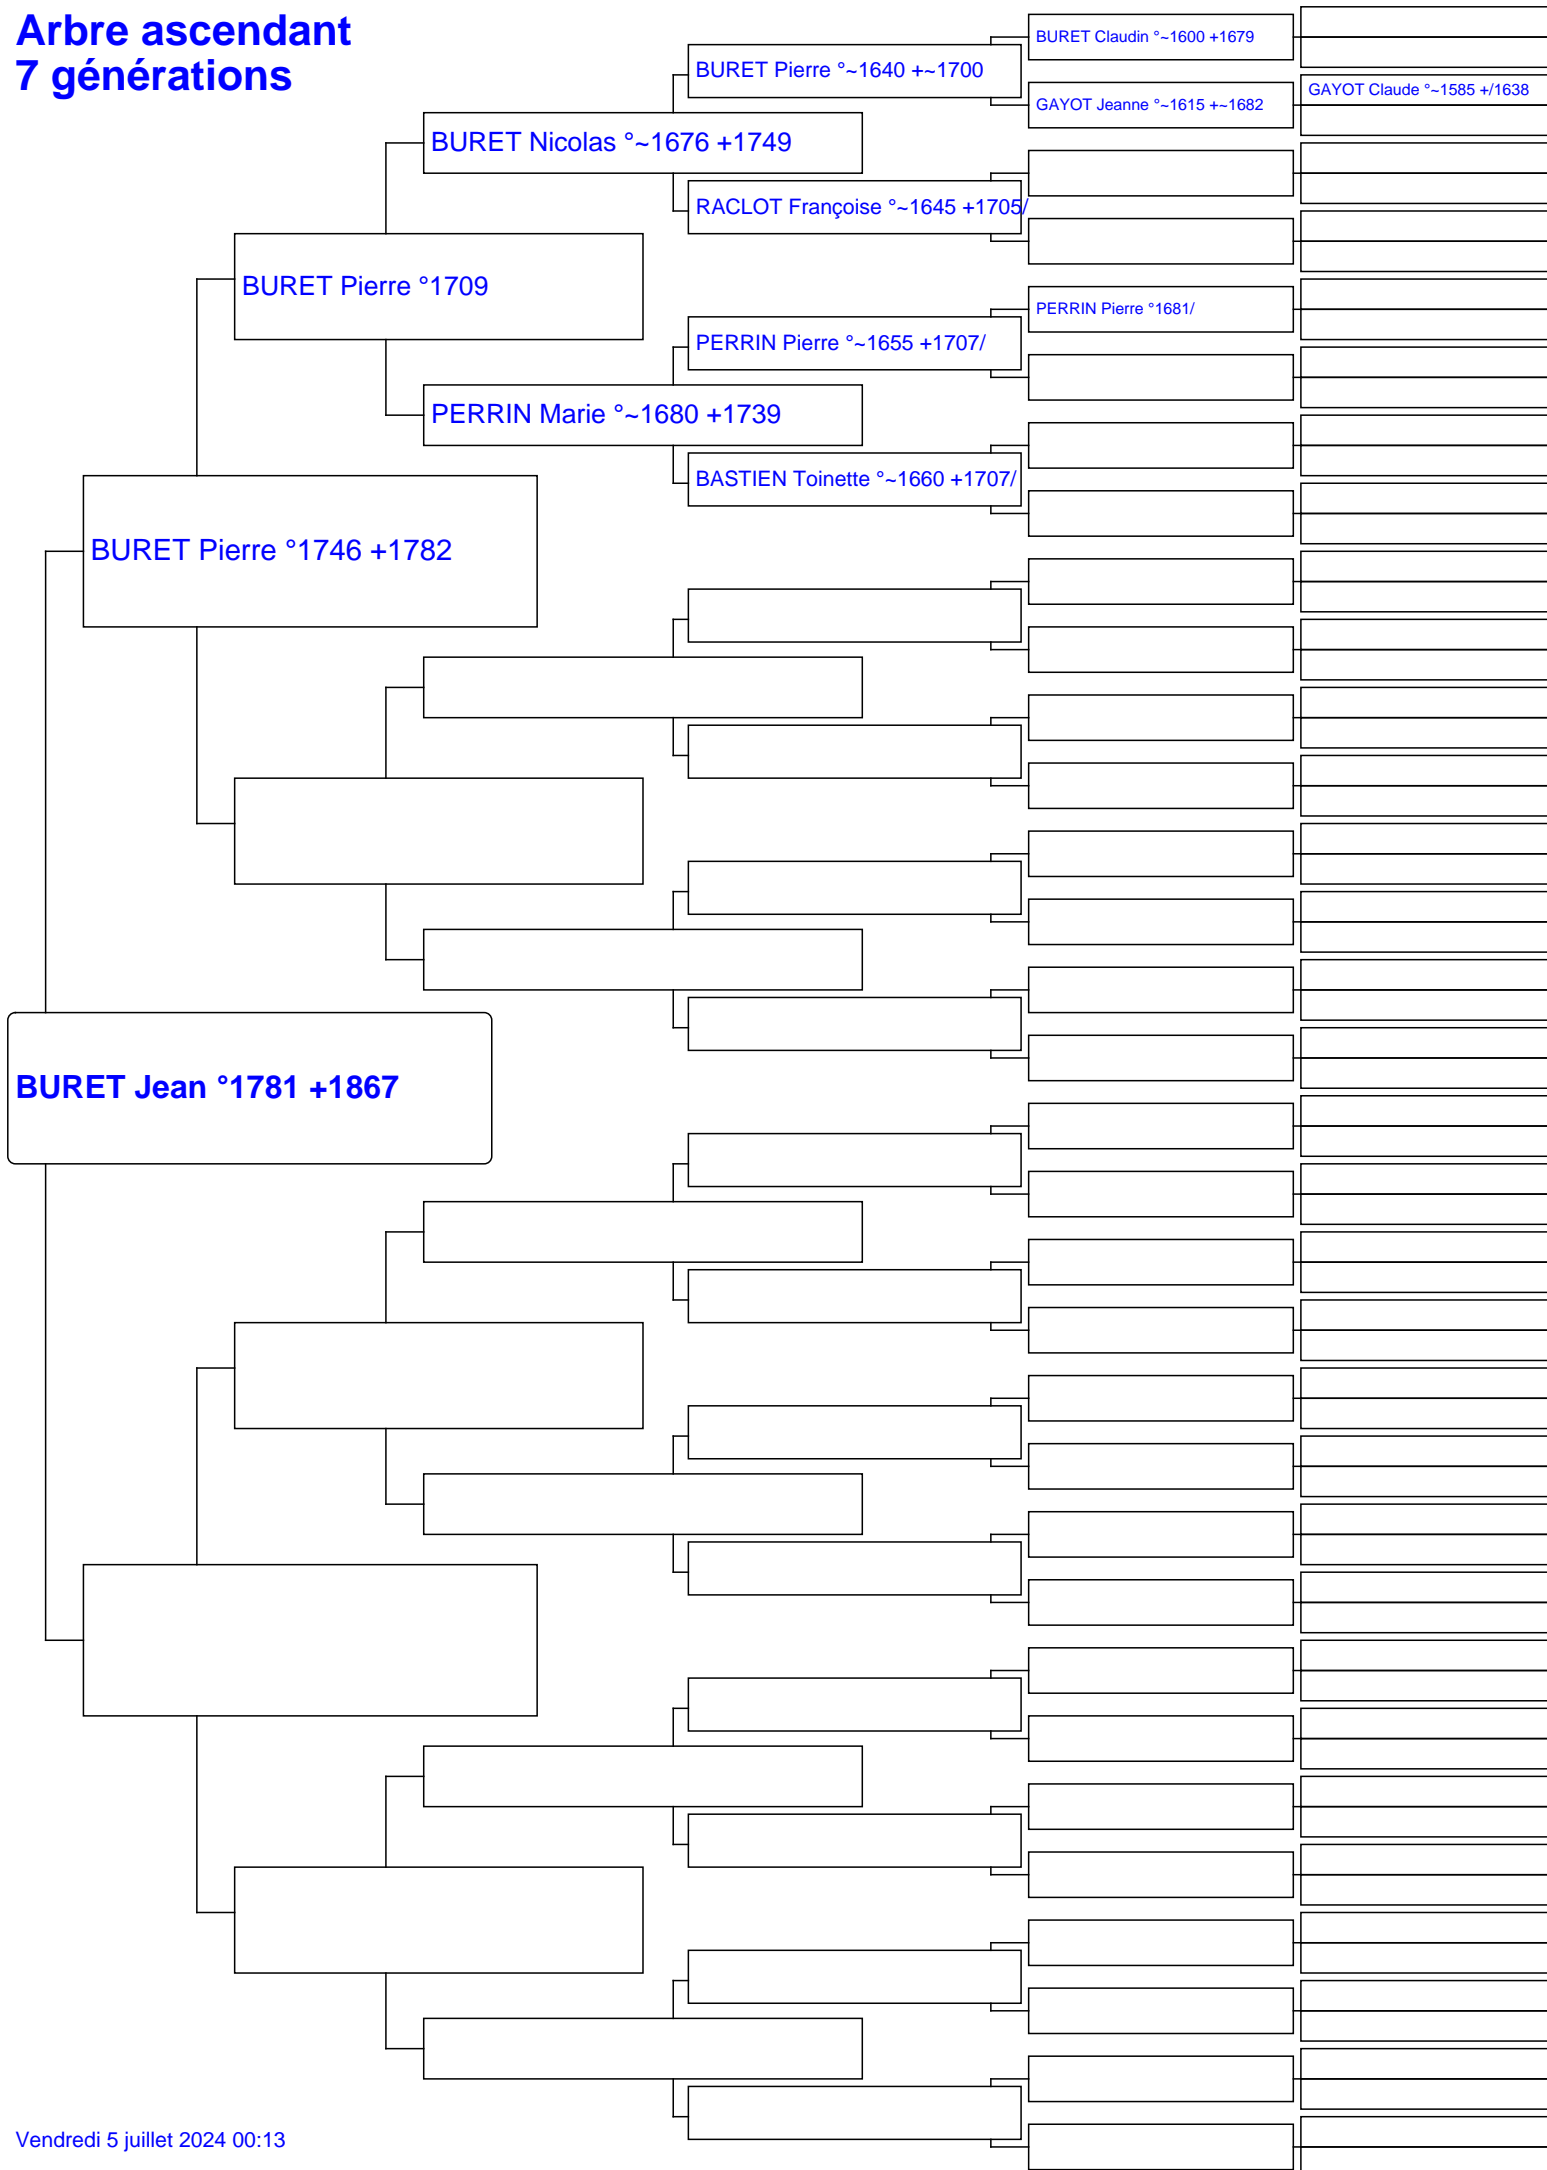 Arbre ascendant
7 générations
BURET Claudin °~1600 +1679
BURET Pierre °~1640 +~1700
GAYOT Claude °~1585 +/1638
GAYOT Jeanne °~1615 +~1682
BURET Nicolas °~1676 +1749
RACLOT Françoise °~1645 +1705/
BURET Pierre °1709
PERRIN Pierre °1681/
PERRIN Pierre °~1655 +1707/
PERRIN Marie °~1680 +1739
BASTIEN Toinette °~1660 +1707/
BURET Pierre °1746 +1782
BURET Jean °1781 +1867
Vendredi 5 juillet 2024 00:13